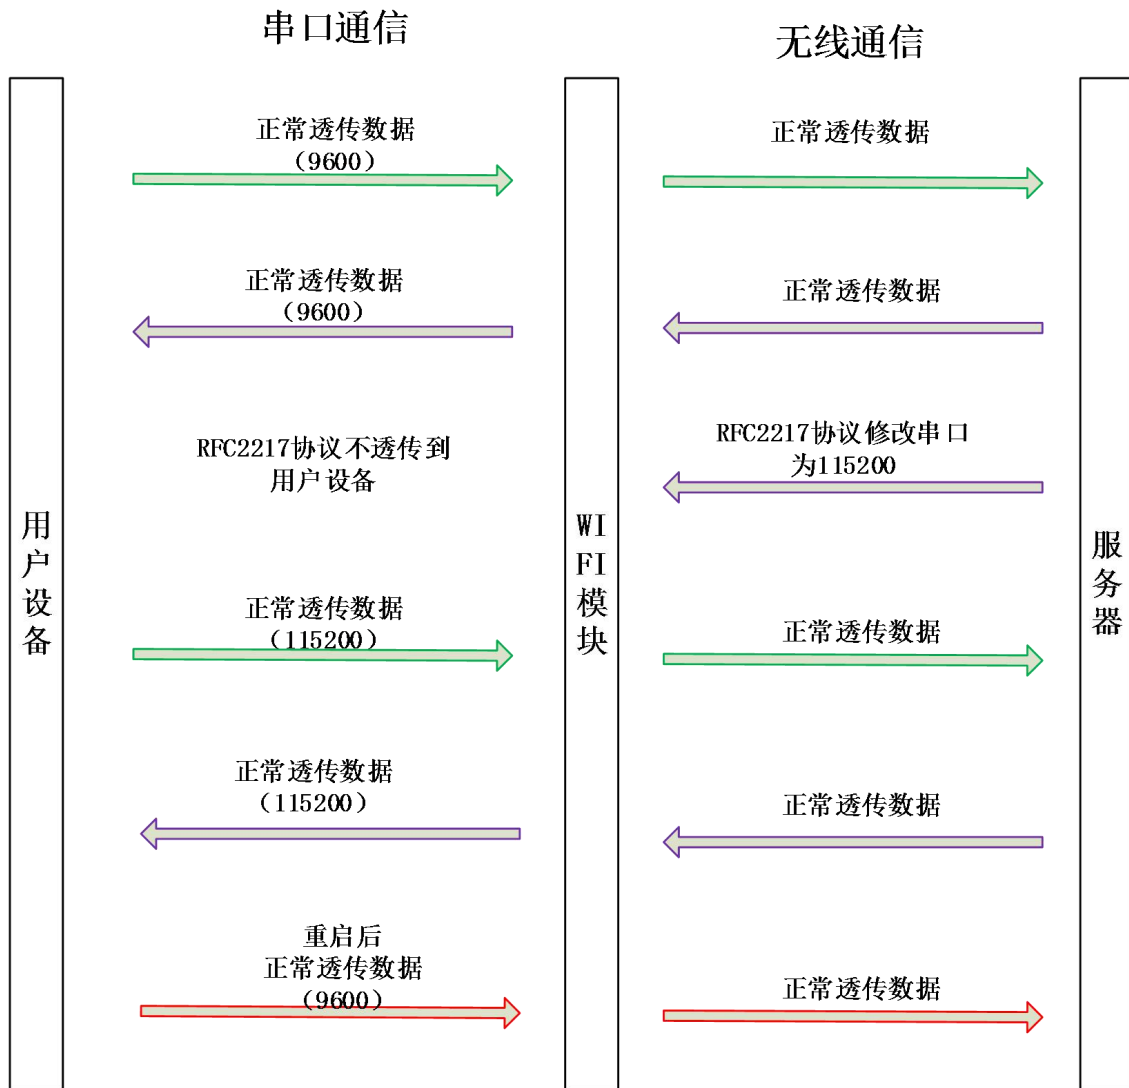 串口通信
无线通信
正常透传数据
（9600）
正常透传数据
正常透传数据
（9600）
正常透传数据
RFC2217协议不透传到
用户设备
RFC2217协议修改串口
为115200
用户设备
WI
FI
模块
服务器
正常透传数据
（115200）
正常透传数据
正常透传数据
（115200）
正常透传数据
重启后
正常透传数据
（9600）
正常透传数据